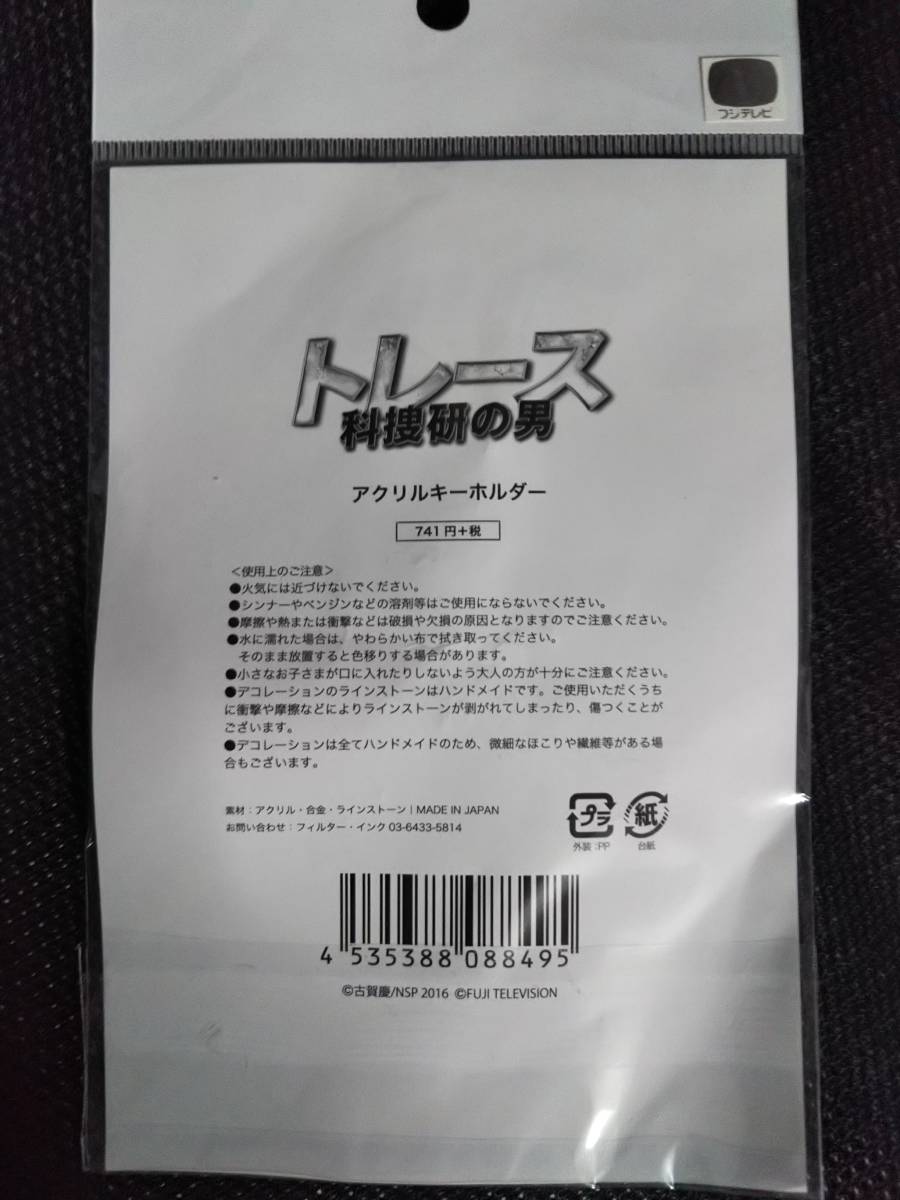 フジテレビ
トレース
科捜研の男
アクリルキーホルダー
741円+税
＜使用上のご注意＞
●火気には近づけないでください。
●シンナーやベンジンなどの溶剤等はご使用にならないでください。
●摩擦や熱または衝撃などは破損や欠損の原因となりますのでご注意ください。
●水に濡れた場合は、やわらかい布で拭き取ってください。
そのまま放置すると色移りする場合があります。
●小さなお子さまが口に入れたりしないよう大人の方が十分にご注意ください。
●デコレーションのラインストーンはハンドメイドです。ご使用いただくうち
に衝撃や摩擦などによりラインストーンが剥がれてしまったり、傷つくことが
ございます。
●デコレーションは全てハンドメイドのため、微細なほこりや繊維等がある場
合もございます。
素材：アクリル・合金・ラインストーン | MADE IN JAPAN
お問い合わせ：フィルター・インク 03-6433-5814
プラ 紙
外装：PP 台紙
4 535388 088495
©古賀慶/NSP 2016 ©FUJI TELEVISION